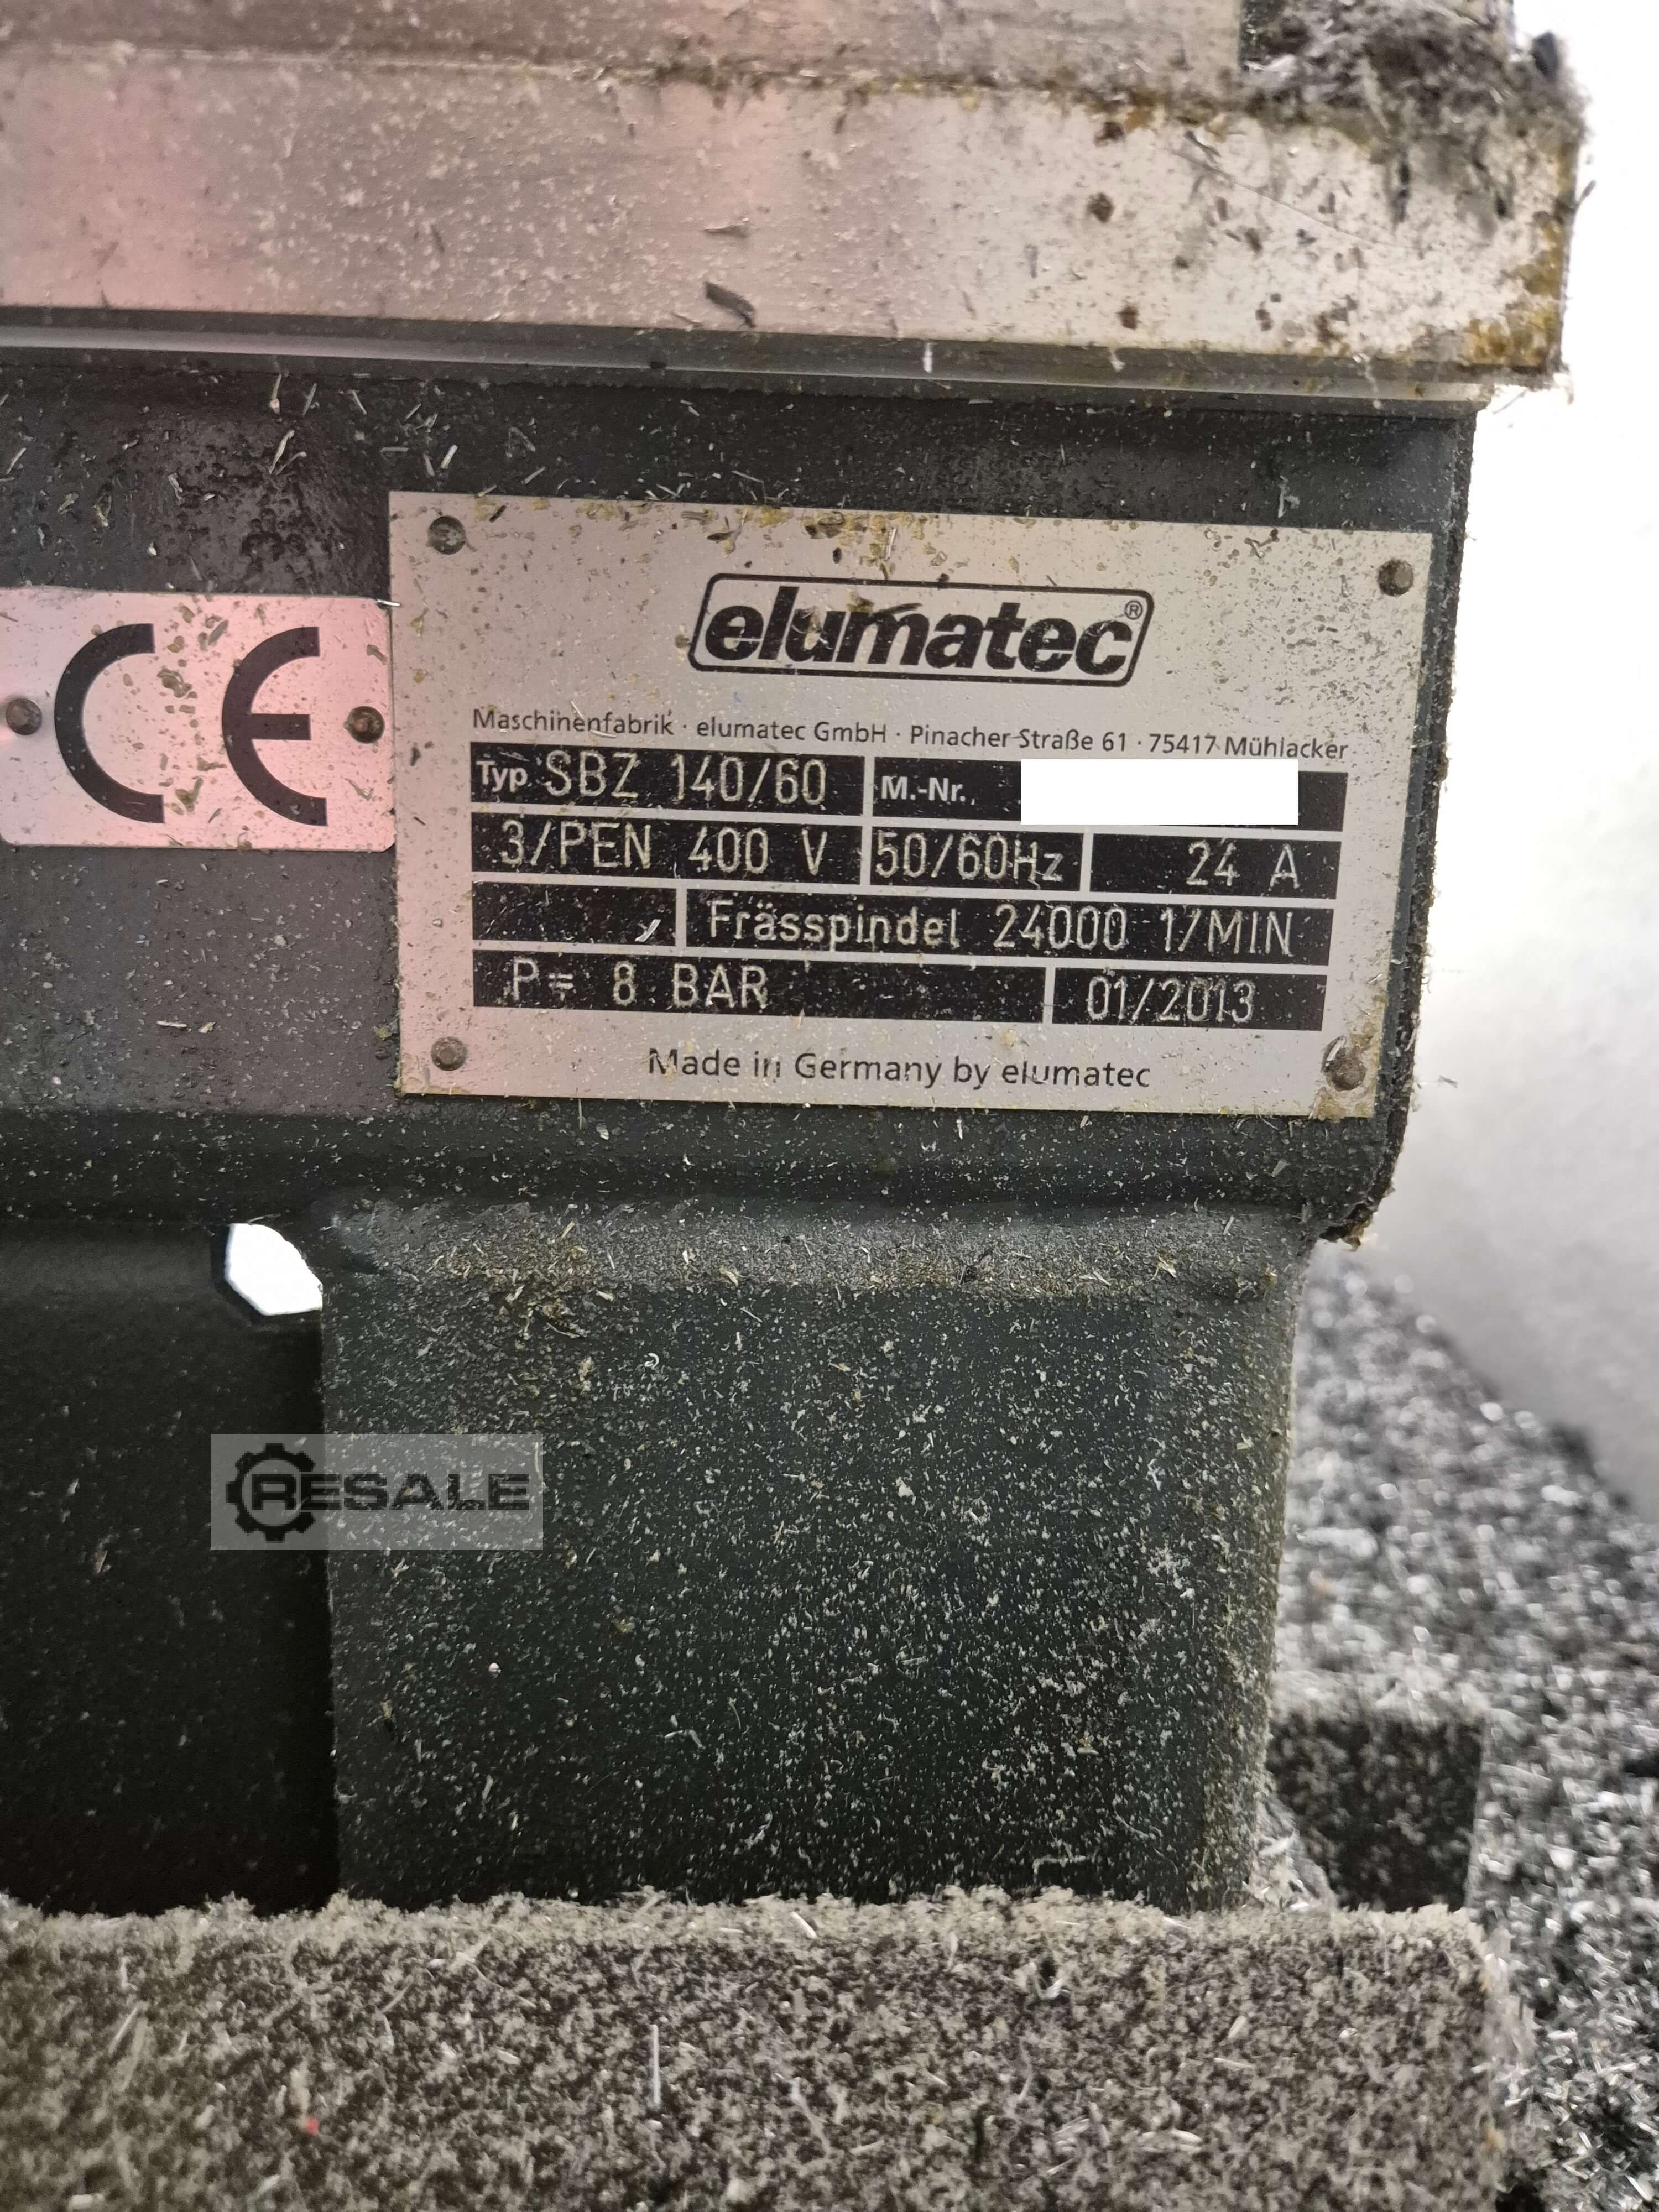 elumatec®
Maschinenfabrik · elumatec GmbH · Pinacher Straße 61 · 75417 Mühlacker
Typ SBZ 140/60 M.-Nr.
3/PEN 400 V 50/60Hz 24 A
Frässpindel 24000 1/MIN
P= 8 BAR 01/2013
Made in Germany by elumatec
CE
RESALE